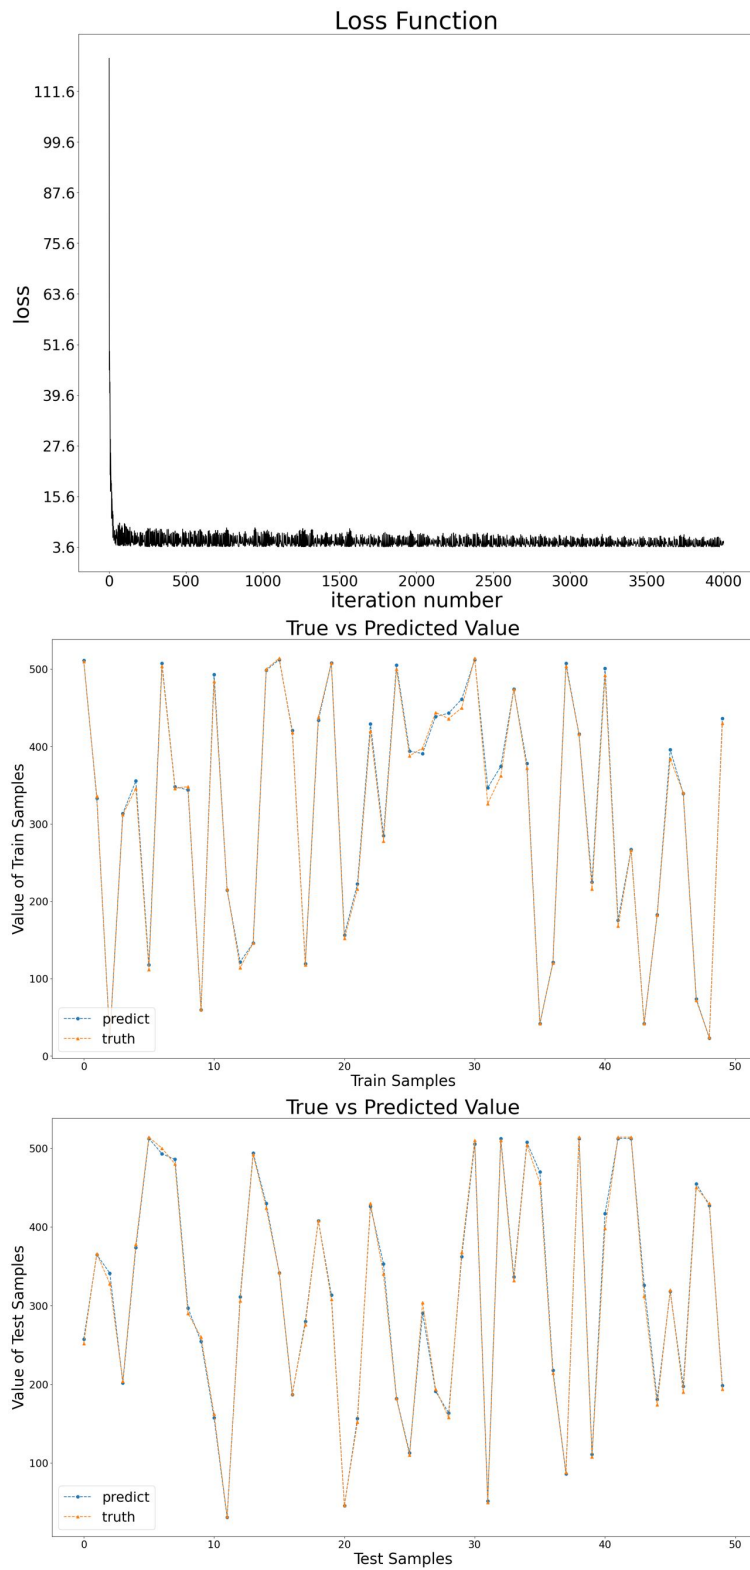 Loss Function
loss
111.6
99.6
87.6
75.6
63.6
51.6
39.6
27.6
15.6
3.6
0 500 1000 1500 2000 2500 3000 3500 4000
iteration number
True vs Predicted Value
Value of Train Samples
500
400
300
200
100
0
predict
truth
0 10 20 30 40 50
Train Samples
True vs Predicted Value
Value of Test Samples
500
400
300
200
100
predict
truth
0 10 20 30 40 50
Test Samples